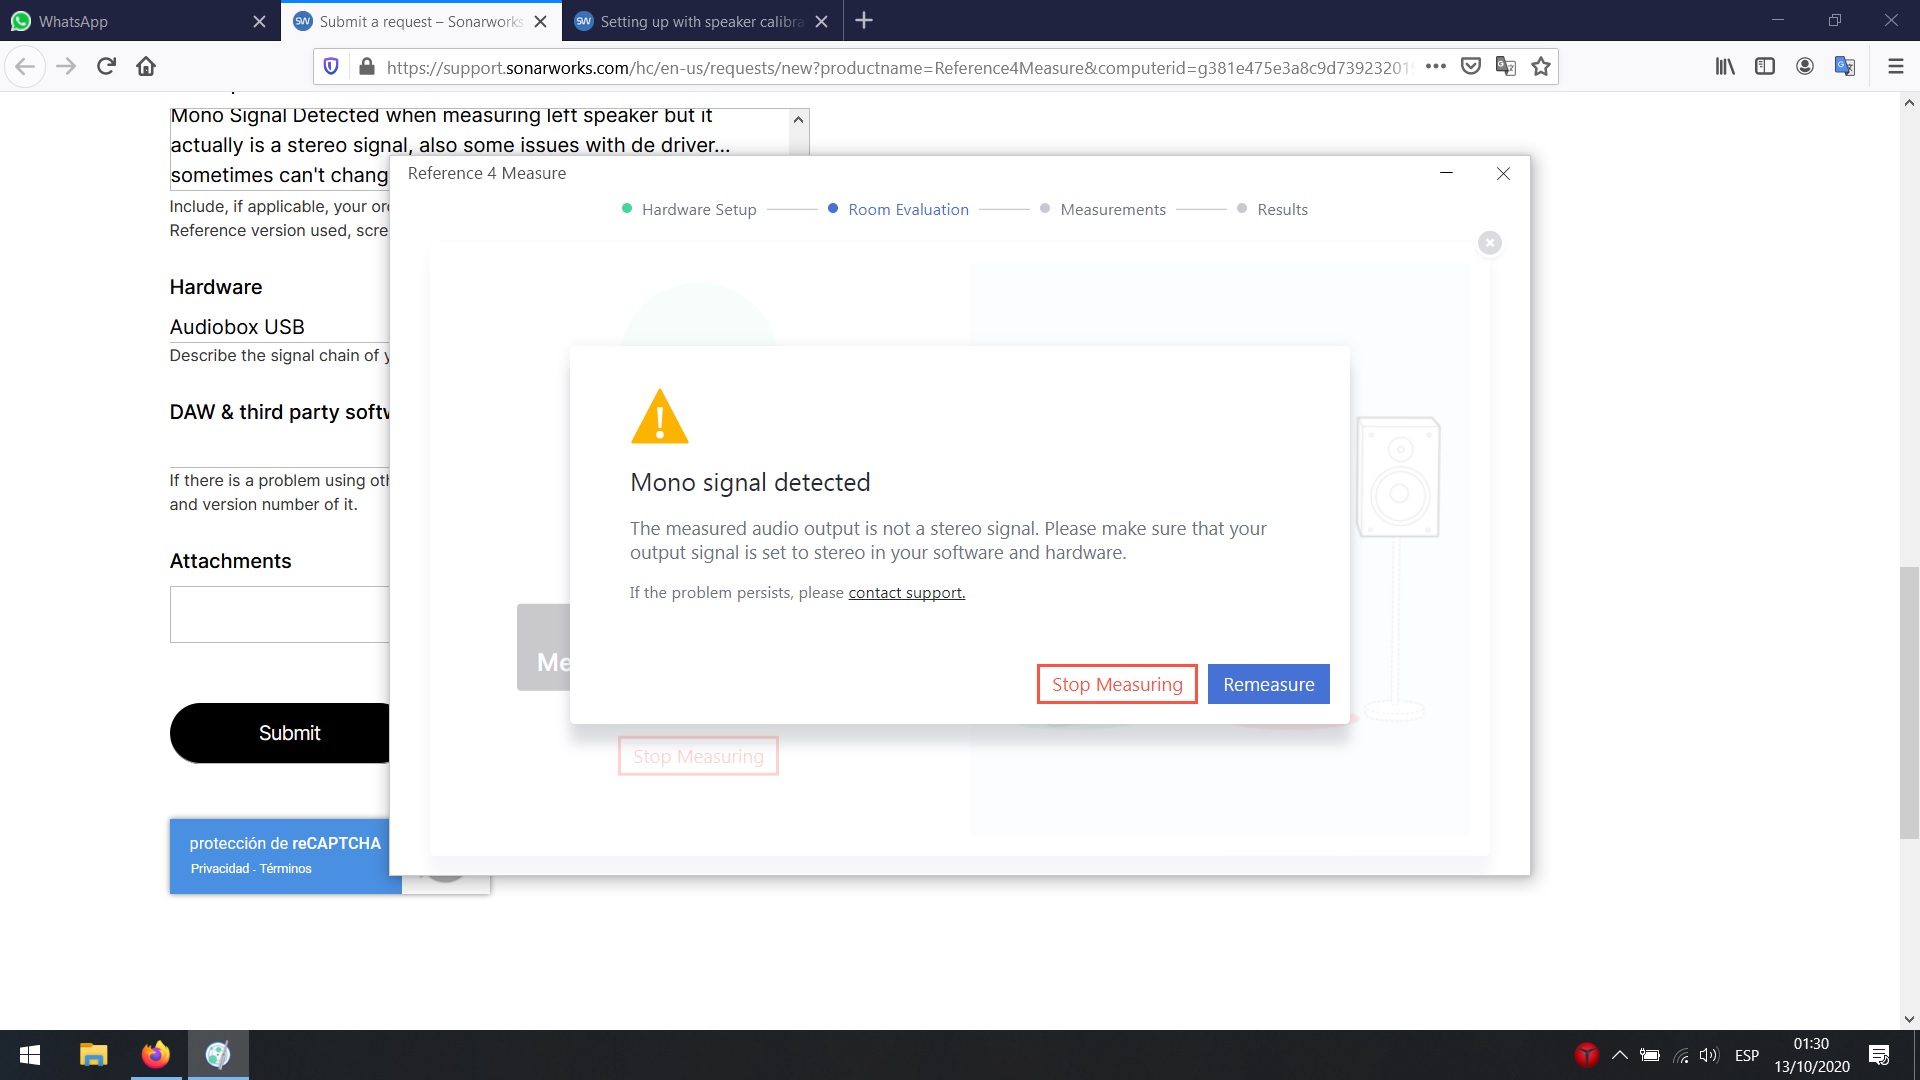 WhatsApp
Submit a request – Sonarworks
Setting up with speaker calibra
https://support.sonarworks.com/hc/en-us/requests/new?productname=Reference4Measure&computerid=g381e475e3a8c9d7392320
Mono Signal Detected when measuring left speaker but it
actually is a stereo signal, also some issues with de driver...
sometimes can't chang
Include, if applicable, your or
Reference version used, scre
Hardware
Audiobox USB
Describe the signal chain of y
DAW & third party softw
If there is a problem using oth
and version number of it.
Attachments
Submit
protección de reCAPTCHA
Privacidad - Términos
Reference 4 Measure
Hardware Setup
Room Evaluation
Measurements
Results
Mono signal detected
The measured audio output is not a stereo signal. Please make sure that your
output signal is set to stereo in your software and hardware.
If the problem persists, please contact support.
Stop Measuring
Remeasure
Me
Stop Measuring
ESP
01:30
13/10/2020